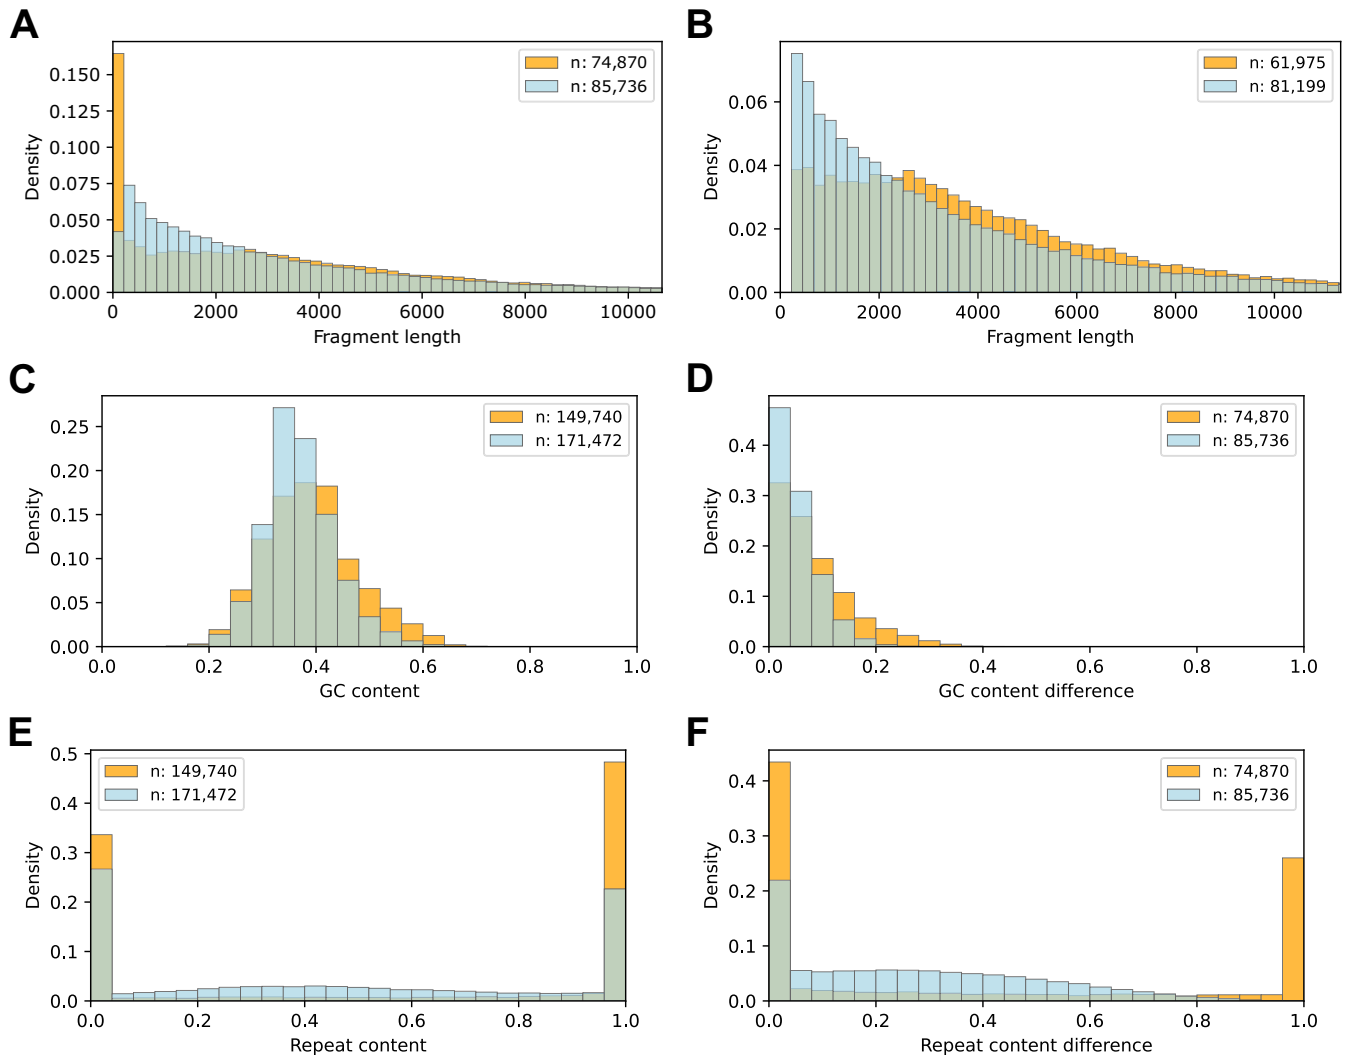 A
n: 74,870
n: 85,736
Density
0.150
0.125
0.100
0.075
0.050
0.025
0.000
0 2000 4000 6000 8000 10000
Fragment length
B
n: 61,975
n: 81,199
Density
0.06
0.04
0.02
0.00
0 2000 4000 6000 8000 10000
Fragment length
C
n: 149,740
n: 171,472
Density
0.25
0.20
0.15
0.10
0.05
0.00
0.0 0.2 0.4 0.6 0.8 1.0
GC content
D
n: 74,870
n: 85,736
Density
0.4
0.3
0.2
0.1
0.0
0.0 0.2 0.4 0.6 0.8 1.0
GC content difference
E
n: 149,740
n: 171,472
Density
0.5
0.4
0.3
0.2
0.1
0.0
0.0 0.2 0.4 0.6 0.8 1.0
Repeat content
F
n: 74,870
n: 85,736
Density
0.4
0.3
0.2
0.1
0.0
0.0 0.2 0.4 0.6 0.8 1.0
Repeat content difference